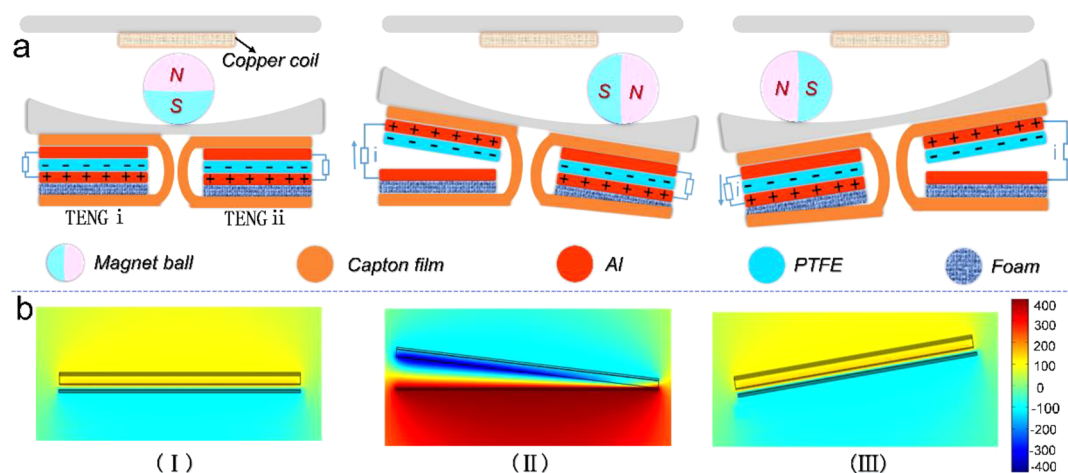 a
Copper coil
N
S
S N
N S
+ + + + + +
- - - - - -
i
i
i
i
TENG i
TENG ii
Magnet ball
Capton film
Al
PTFE
Foam
b
400
300
200
100
0
-100
-200
-300
-400
(Ⅰ)
(Ⅱ)
(Ⅲ)